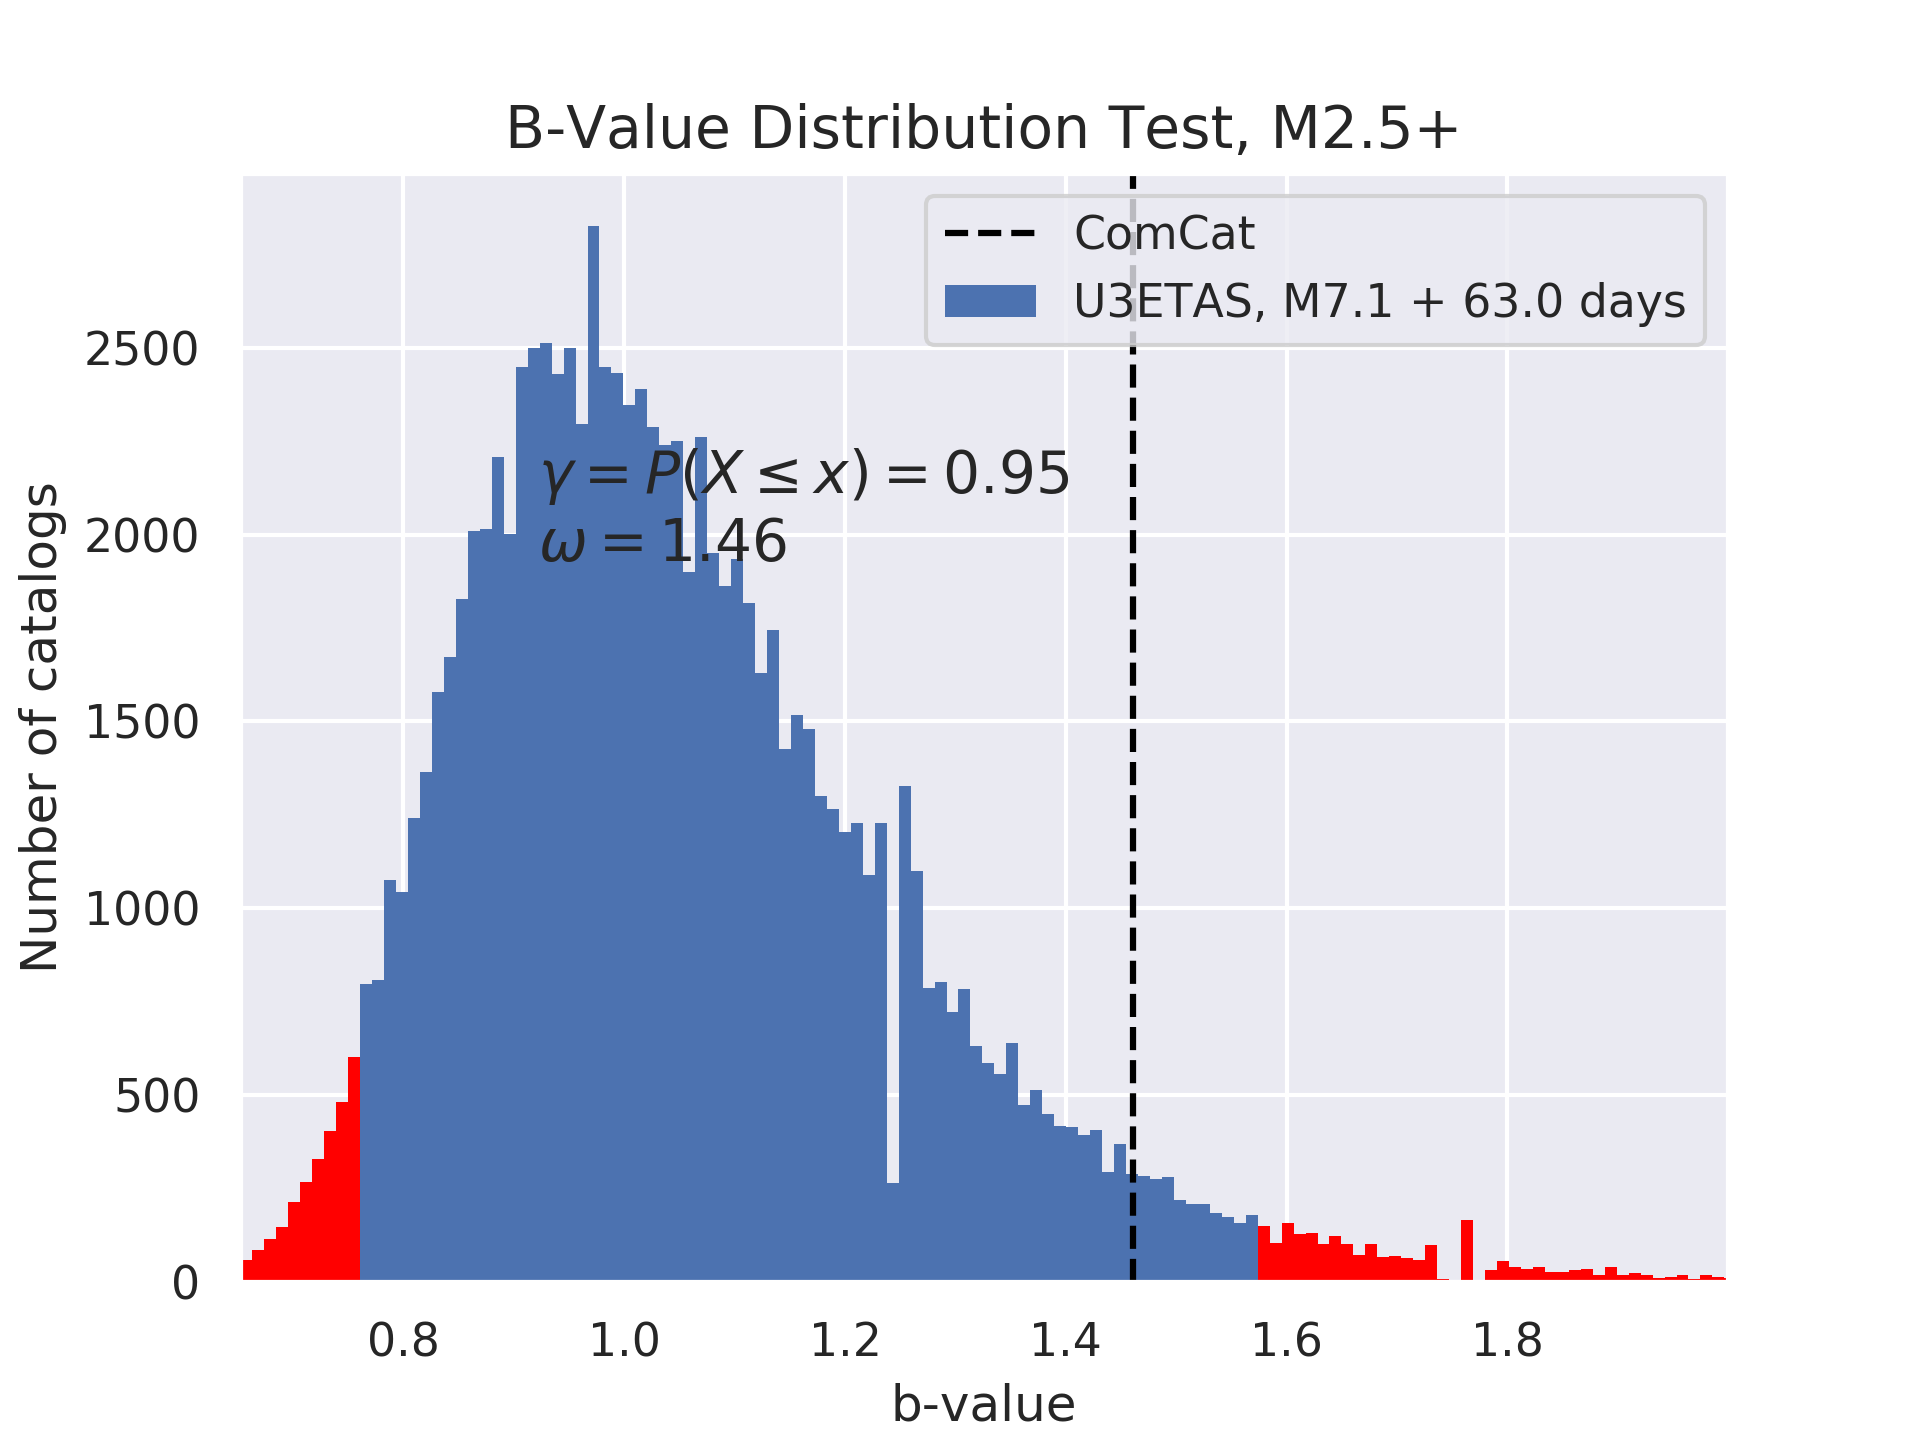 B-Value Distribution Test, M2.5+
ComCat
U3ETAS, M7.1 + 63.0 days
γ = P(X ≤ x) = 0.95
ω = 1.46
Number of catalogs
2500
2000
1500
1000
500
0
0.8 1.0 1.2 1.4 1.6 1.8
b-value